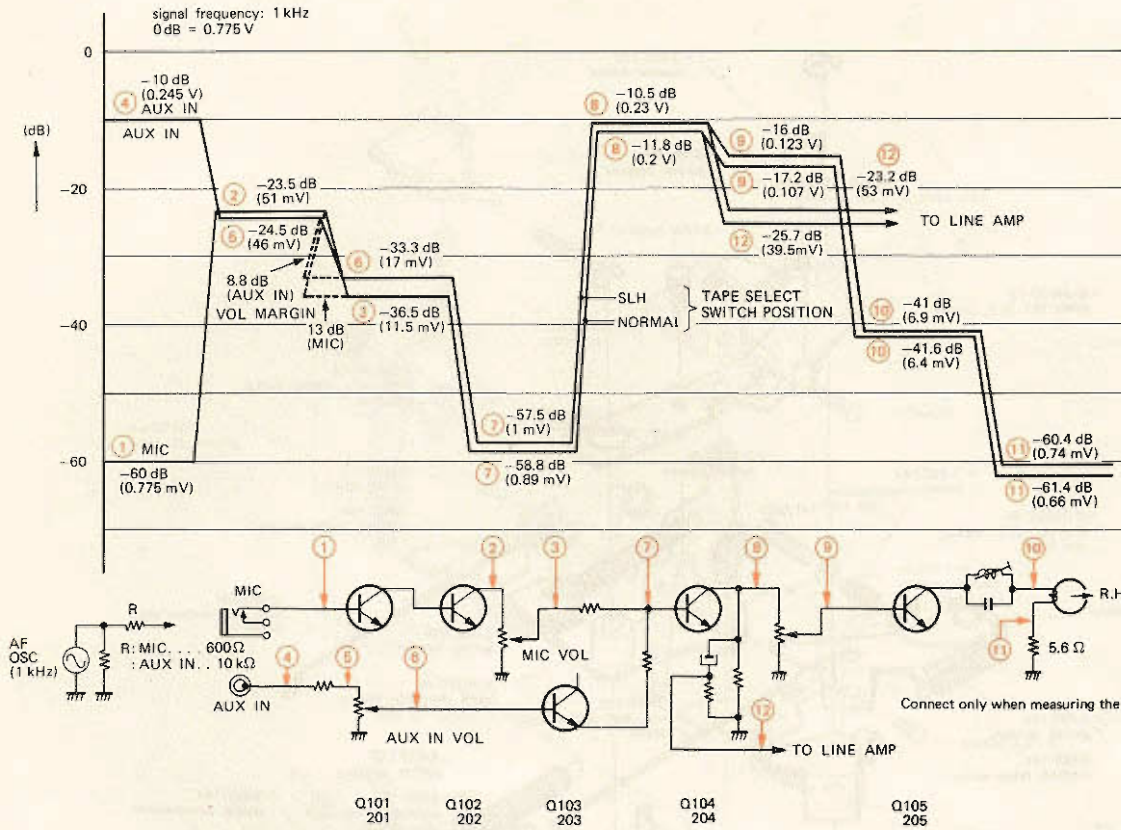 signal frequency: 1 kHz
0 dB = 0.775 V
0
(dB)
-20
-40
-60
-10 dB
(0.245 V)
④ AUX IN
AUX IN
② -23.5 dB
(51 mV)
⑤ -24.5 dB
(46 mV)
8.8 dB
(AUX IN)
VOL MARGIN
13 dB
(MIC)
⑥ -33.3 dB
(17 mV)
③ -36.5 dB
(11.5 mV)
① MIC
-60 dB
(0.775 mV)
⑦ -57.5 dB
(1 mV)
⑦ -58.8 dB
(0.89 mV)
⑧ -10.5 dB
(0.23 V)
⑧ -11.8 dB
(0.2 V)
SLH
NORMAL
TAPE SELECT
SWITCH POSITION
⑨ -16 dB
(0.123 V)
⑨ -17.2 dB
(0.107 V)
⑫
-23.2 dB
(53 mV)
TO LINE AMP
⑫ -25.7 dB
(39.5mV)
⑩ -41 dB
(6.9 mV)
⑩ -41.6 dB
(6.4 mV)
⑪ -60.4 dB
(0.74 mV)
⑪ -61.4 dB
(0.66 mV)
① ② ③ ⑦ ⑧ ⑨ ⑩
AF
OSC
(1 kHz)
R
R: MIC.... 600 Ω
: AUX IN.. 10 kΩ
MIC
V
AUX IN
④ ⑤ ⑥
AUX IN VOL
MIC VOL
⑫
TO LINE AMP
R.H
⑪
5.6 Ω
Connect only when measuring the
Q101
201
Q102
202
Q103
203
Q104
204
Q105
205